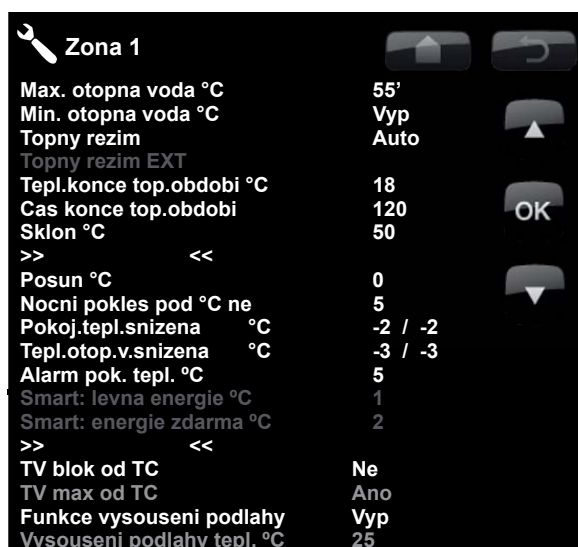 Zona 1
Max. otopna voda °C 55’
Min. otopna voda °C Vyp
Topny rezim Auto
Topny rezim EXT
Tepl.konce top.obdobi °C 18
Cas konce top.obdobi 120
OK
Sklon °C 50
>> <<
Posun °C 0
Nocni pokles pod °C ne 5
Pokoj.tepl.snizena °C -2 / -2
Tepl.otop.v.snizena °C -3 / -3
Alarm pok. tepl. ºC 5
Smart: levna energie ºC 1
Smart: energie zdarma ºC 2
>> <<
TV blok od TC Ne
TV max od TC Ano
Funkce vysouseni podlahy Vyp
Vysouseni podlahy tepl. ºC 25